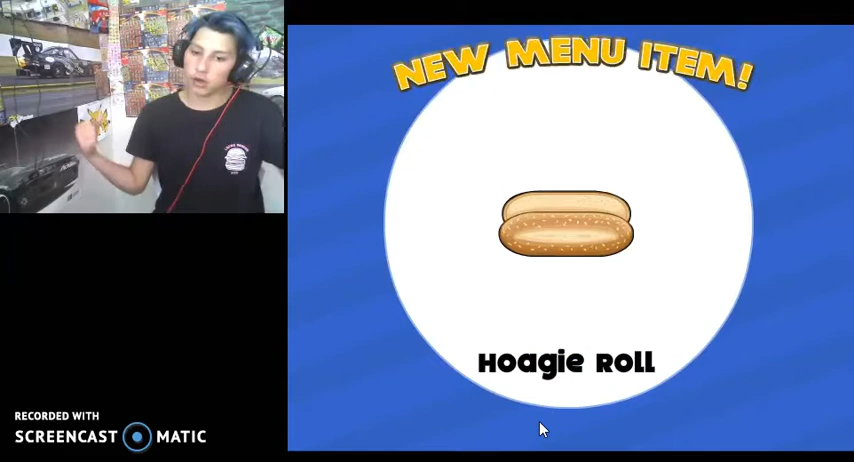 NEW MENU ITEM!
Hoagie Roll
RECORDED WITH
SCREENCAST MATIC